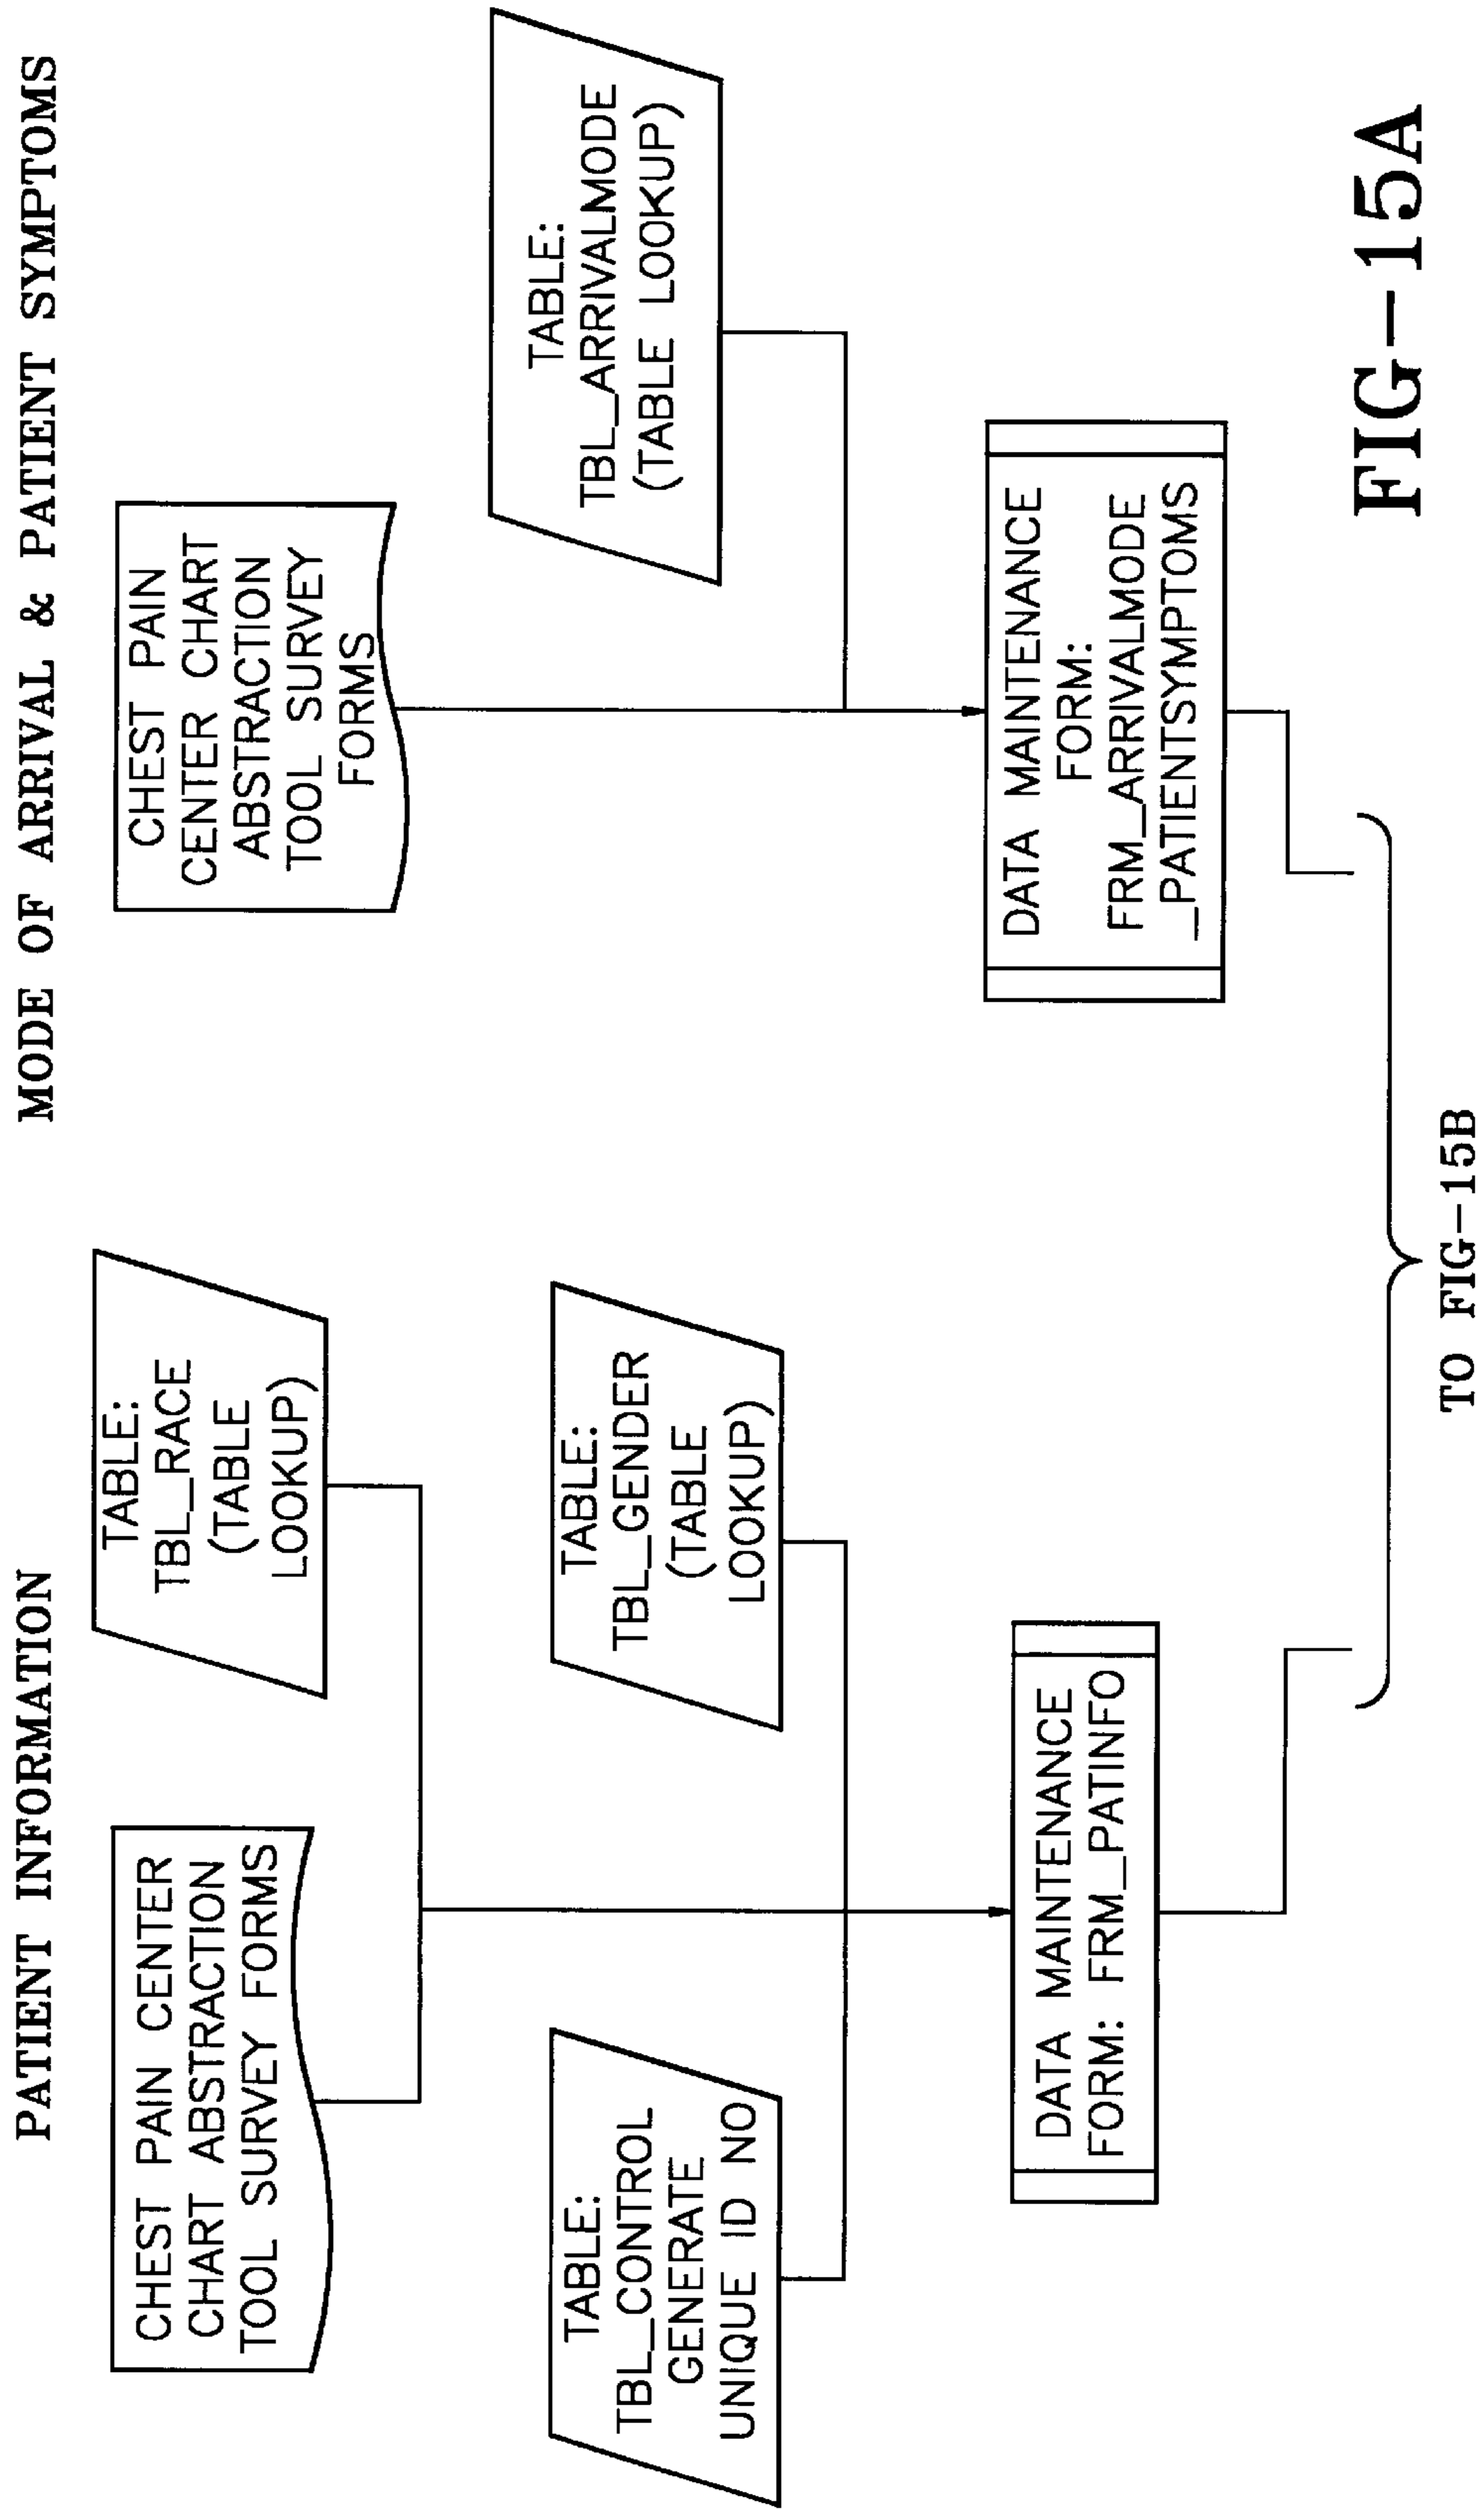 PATIENT INFORMATION
CHEST PAIN CENTER
CHART ABSTRACTION
TOOL SURVEY FORMS
TABLE:
TBL_RACE
(TABLE
LOOKUP)
TABLE:
TBL_CONTROL
GENERATE
UNIQUE ID NO
TABLE:
TBL_GENDER
(TABLE
LOOKUP)
DATA MAINTENANCE
FORM: FRM_PATINFO
MODE OF ARRIVAL & PATIENT SYMPTOMS
CHEST PAIN
CENTER CHART
ABSTRACTION
TOOL SURVEY
FORMS
TABLE:
TBL_ARRIVALMODE
(TABLE LOOKUP)
DATA MAINTENANCE
FORM:
FRM_ARRIVALMODE
_PATIENTSYMPTOMS
TO FIG-15B
FIG-15A